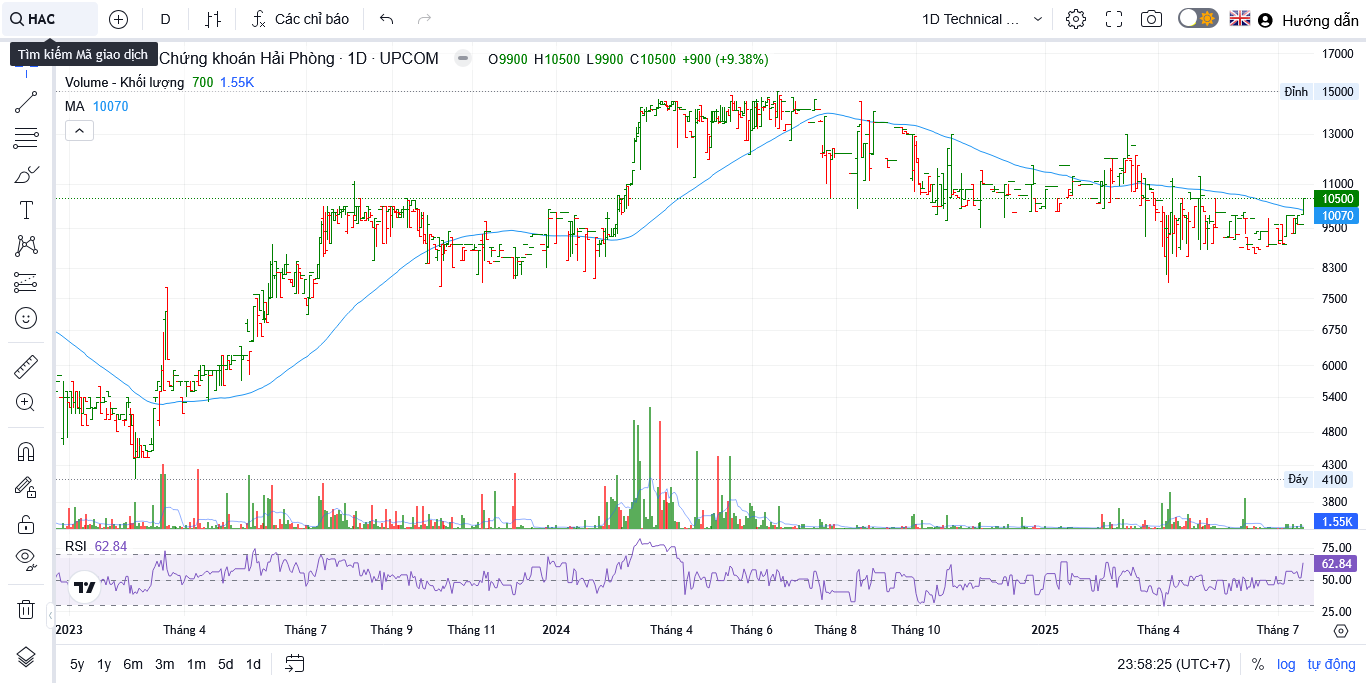 HAC
D
Các chỉ báo
1D Technical ...
Hướng dẫn
Tìm kiếm Mã giao dịch
Chứng khoán Hải Phòng · 1D · UPCOM
O9900 H10500 L9900 C10500 +900 (+9.38%)
Volume - Khối lượng 700 1.55K
MA 10070
17000
Đỉnh 15000
13000
11000
10500
10070
9500
8300
7500
6750
6000
5400
4800
4300
Đáy 4100
3800
1.55K
RSI 62.84
75.00
62.84
50.00
25.00
2023 Tháng 4 Tháng 7 Tháng 9 Tháng 11 2024 Tháng 4 Tháng 6 Tháng 8 Tháng 10 2025 Tháng 4 Tháng 7
5y 1y 6m 3m 1m 5d 1d
23:58:25 (UTC+7) % log tự động